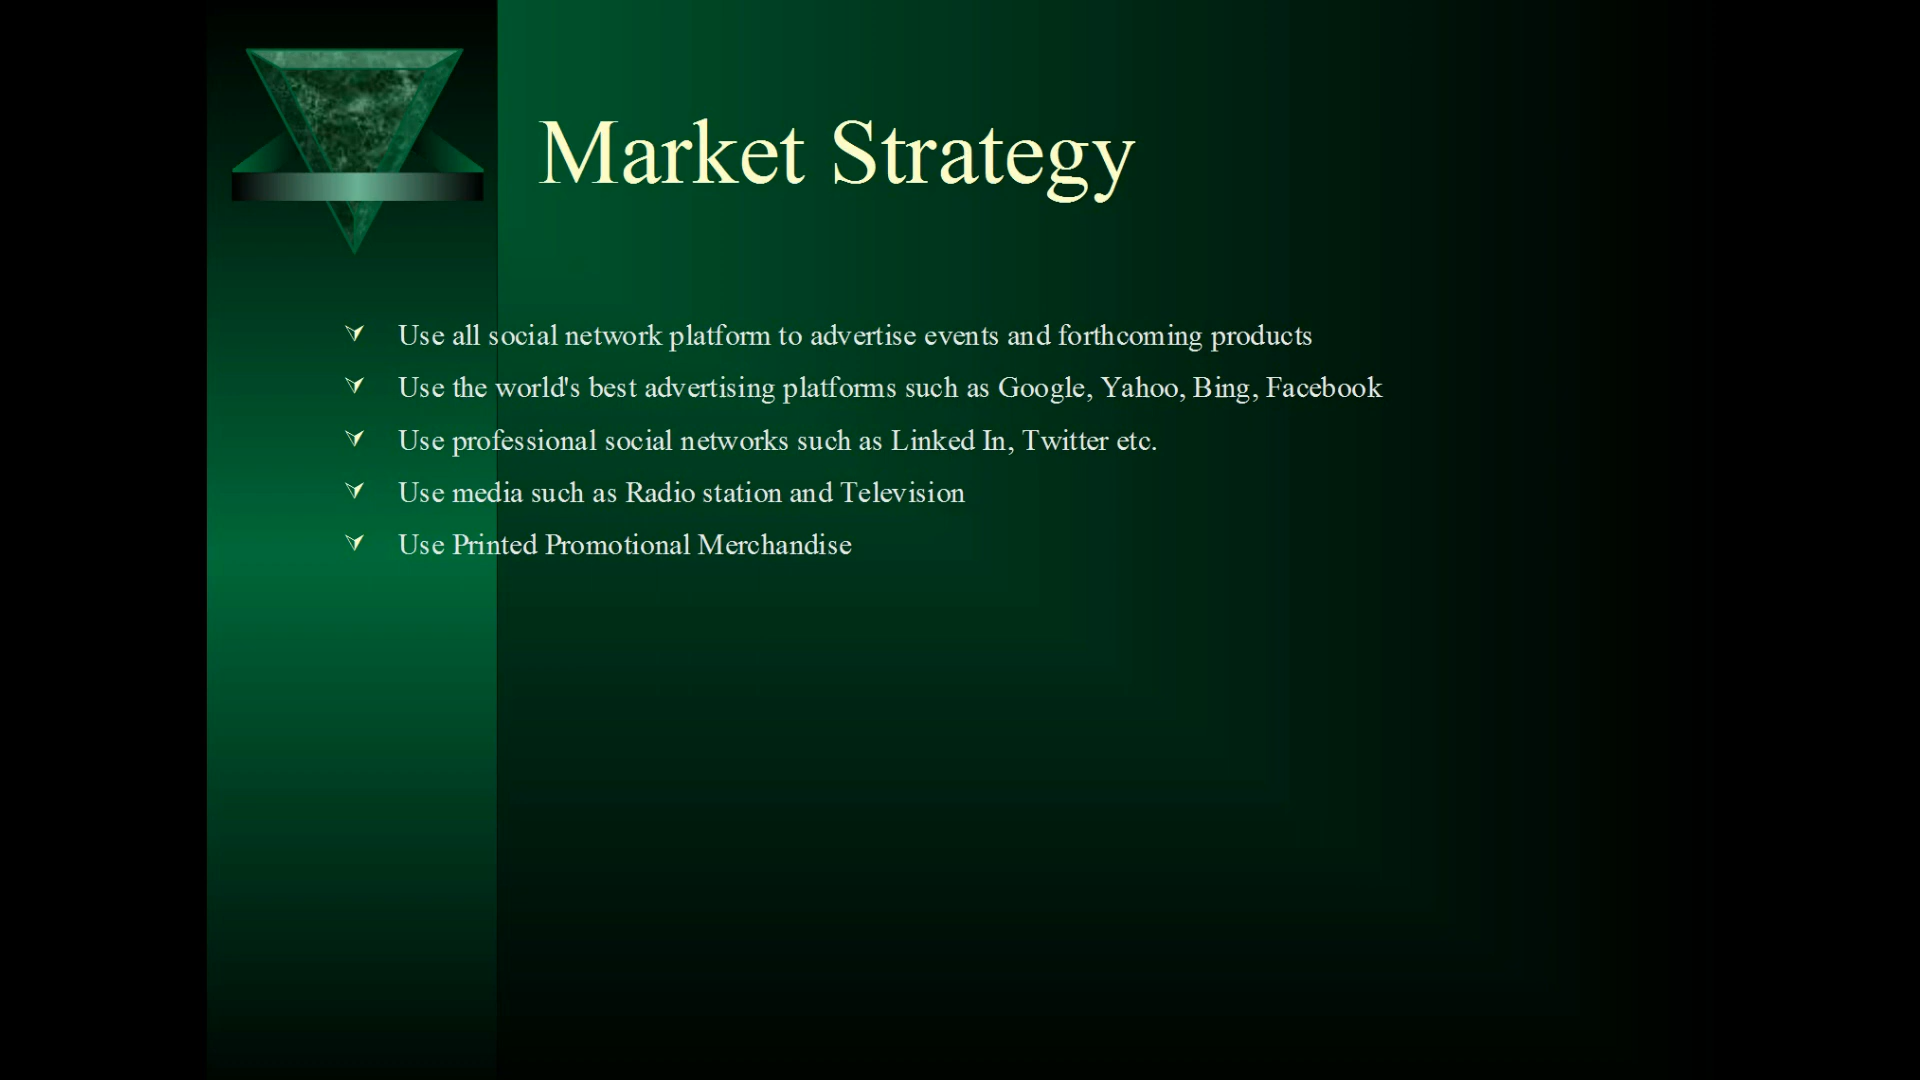 Market Strategy
Use all social network platform to advertise events and forthcoming products
Use the world's best advertising platforms such as Google, Yahoo, Bing, Facebook
Use professional social networks such as Linked In, Twitter etc.
Use media such as Radio station and Television
Use Printed Promotional Merchandise